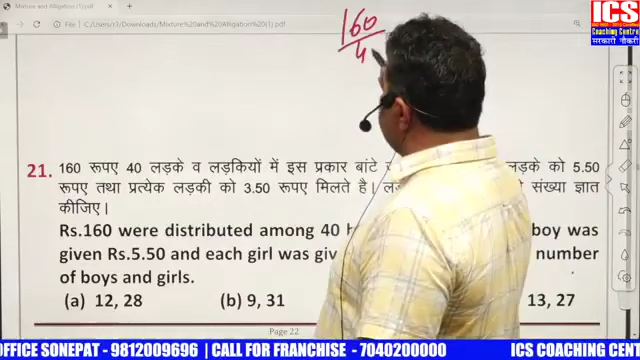 Mixture and Alligation (1).pdf
C:/Users/r3/Downloads/Mixture%20and%20Alligation%20(1).pdf
ICS
Coaching Centre
सरकारी नौकरी
160
4
21. 160 रूपए 40 लड़के व लड़कियों में इस प्रकार बांटे लड़के को 5.50
रूपए तथा प्रत्येक लड़की को 3.50 रूपए मिलते है। संख्या ज्ञात
कीजिए।
Rs.160 were distributed among 40 boy was
given Rs.5.50 and each girl was number
of boys and girls.
(a) 12, 28 (b) 9, 31 13, 27
Page 22
OFFICE SONEPAT - 9812009696 | CALL FOR FRANCHISE - 7040200000 ICS COACHING CEN